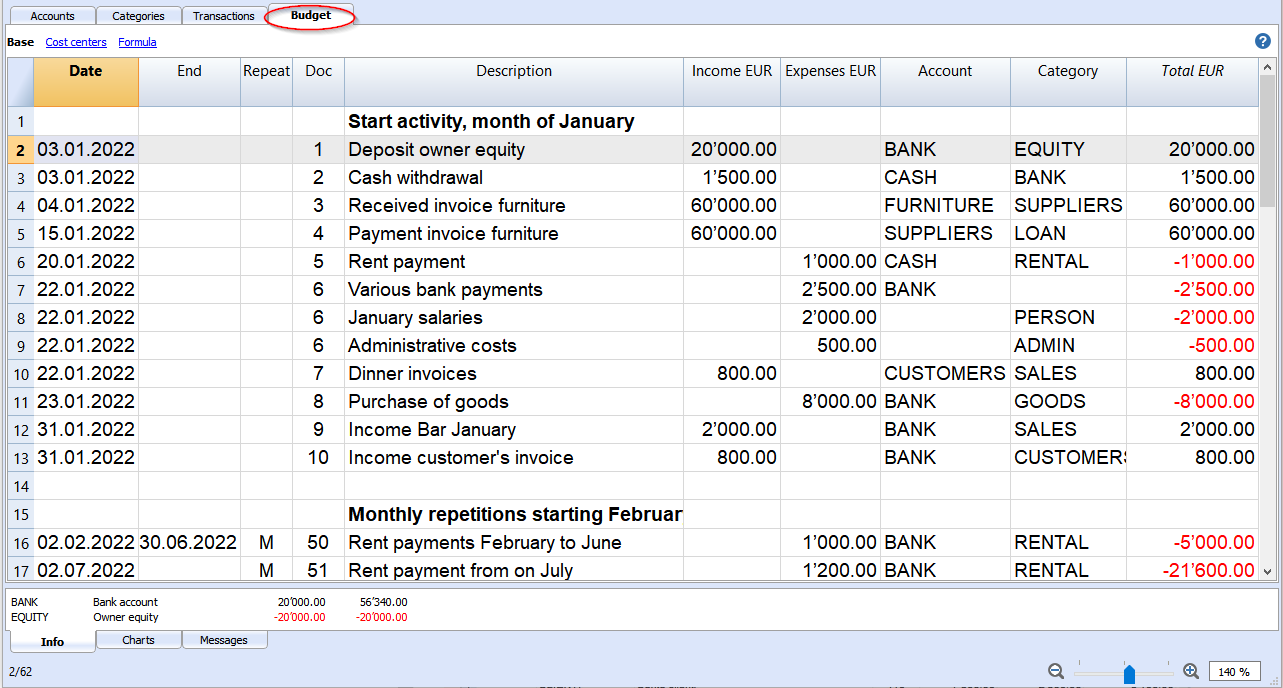 Accounts Categories Transactions Budget
Base Cost centers Formula ?
Date End Repeat Doc Description Income EUR Expenses EUR Account Category Total EUR
1 Start activity, month of January
2 03.01.2022 1 Deposit owner equity 20’000.00 BANK EQUITY 20’000.00
3 03.01.2022 2 Cash withdrawal 1’500.00 CASH BANK 1’500.00
4 04.01.2022 3 Received invoice furniture 60’000.00 FURNITURE SUPPLIERS 60’000.00
5 15.01.2022 4 Payment invoice furniture 60’000.00 SUPPLIERS LOAN 60’000.00
6 20.01.2022 5 Rent payment 1’000.00 CASH RENTAL -1’000.00
7 22.01.2022 6 Various bank payments 2’500.00 BANK -2’500.00
8 22.01.2022 6 January salaries 2’000.00 PERSON -2’000.00
9 22.01.2022 6 Administrative costs 500.00 ADMIN -500.00
10 22.01.2022 7 Dinner invoices 800.00 CUSTOMERS SALES 800.00
11 23.01.2022 8 Purchase of goods 8’000.00 BANK GOODS -8’000.00
12 31.01.2022 9 Income Bar January 2’000.00 BANK SALES 2’000.00
13 31.01.2022 10 Income customer's invoice 800.00 BANK CUSTOMERS 800.00
14
15 Monthly repetitions starting Februar
16 02.02.2022 30.06.2022 M 50 Rent payments February to June 1’000.00 BANK RENTAL -5’000.00
17 02.07.2022 M 51 Rent payment from on July 1’200.00 BANK RENTAL -21’600.00
BANK Bank account 20’000.00 56’340.00
EQUITY Owner equity -20’000.00 -20’000.00
Info Charts Messages
2/62 140 %